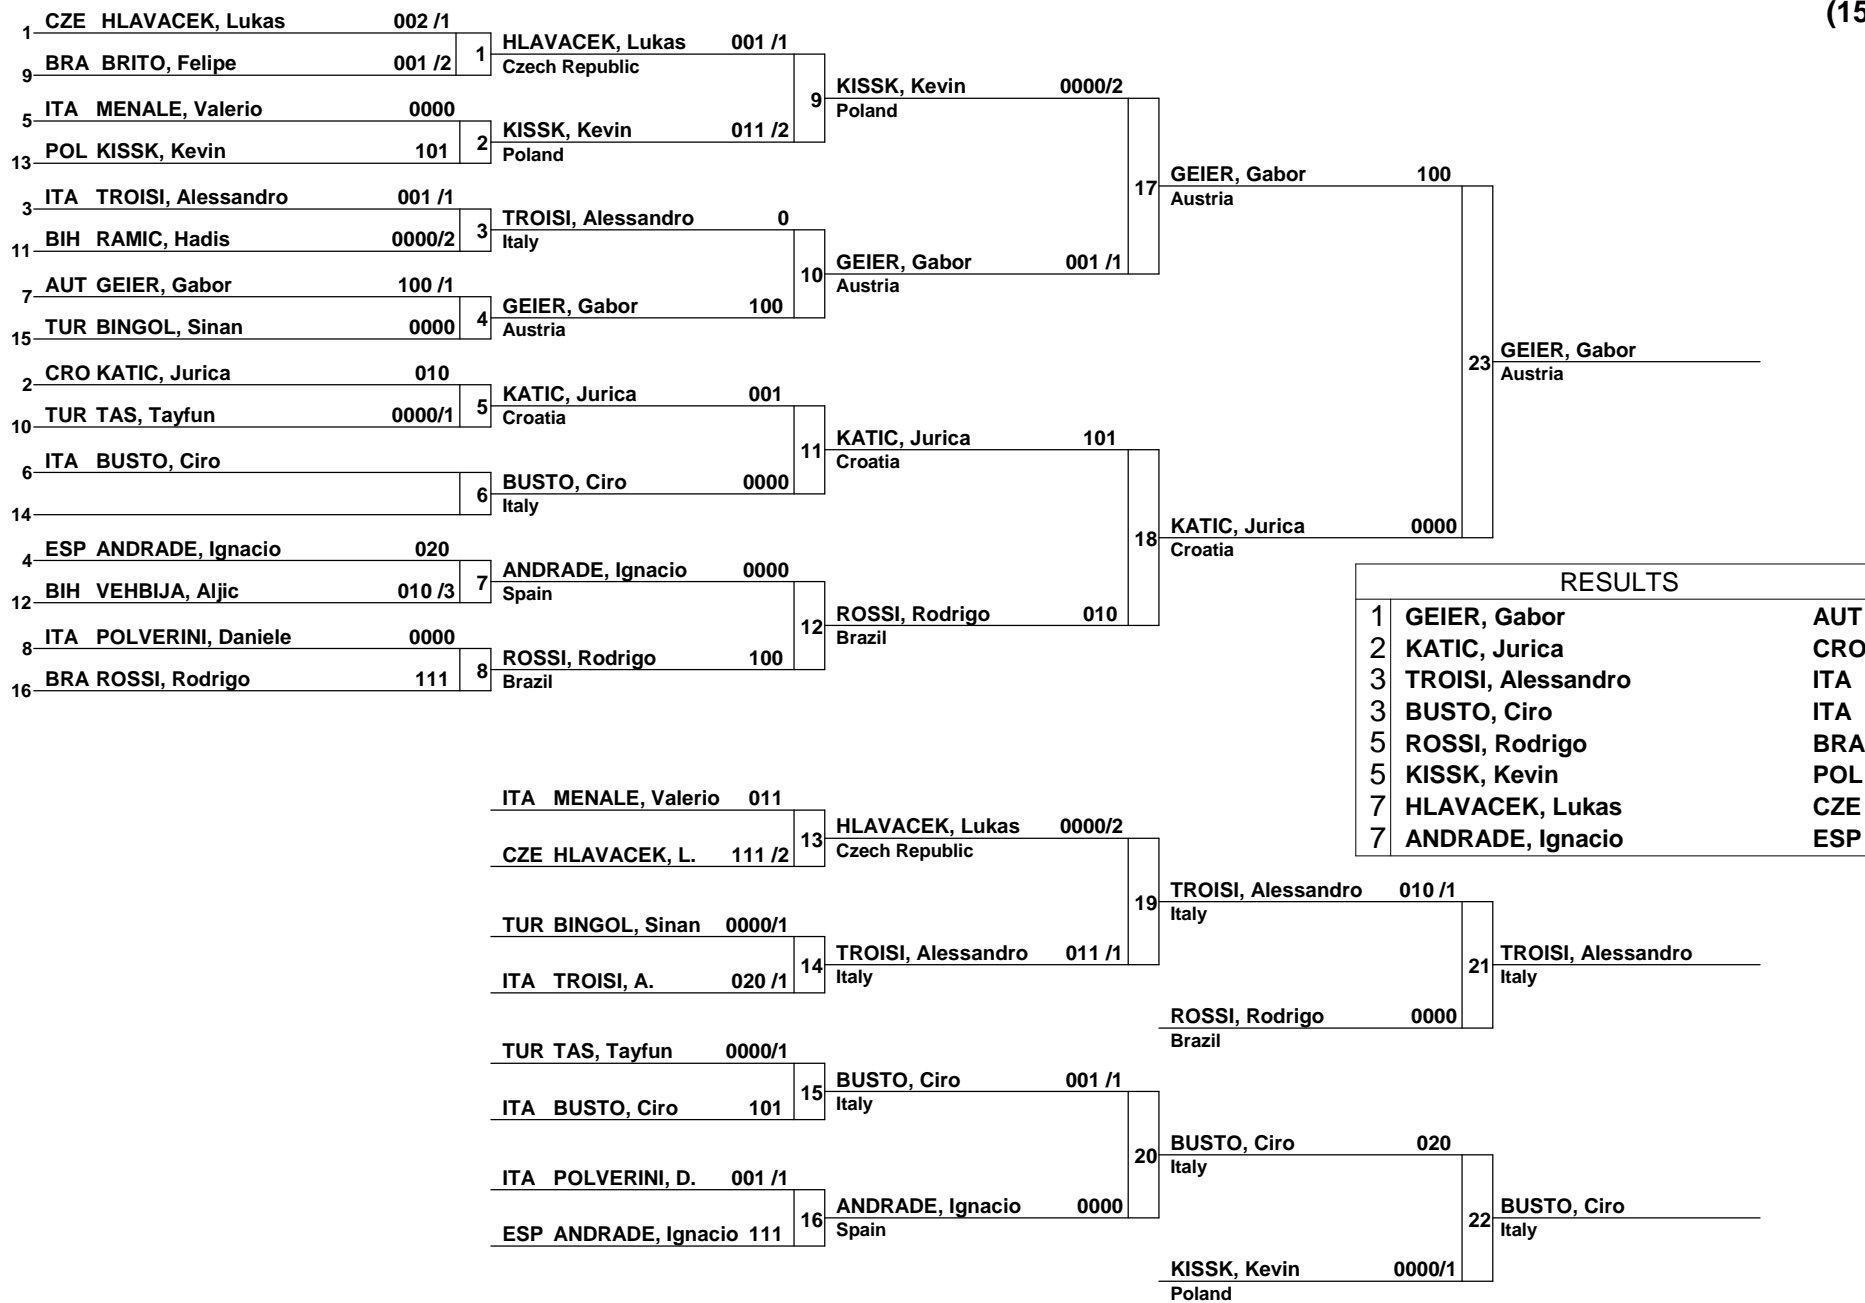 (15
1 CZE HLAVACEK, Lukas 002 /1
9 BRA BRITO, Felipe 001 /2
1
5 ITA MENALE, Valerio 0000
13 POL KISSK, Kevin 101
2
3 ITA TROISI, Alessandro 001 /1
11 BIH RAMIC, Hadis 0000/2
3
7 AUT GEIER, Gabor 100 /1
15 TUR BINGOL, Sinan 0000
4
2 CRO KATIC, Jurica 010
10 TUR TAS, Tayfun 0000/1
5
6 ITA BUSTO, Ciro
14
6
4 ESP ANDRADE, Ignacio 020
12 BIH VEHBIJA, Aljic 010 /3
7
8 ITA POLVERINI, Daniele 0000
16 BRA ROSSI, Rodrigo 111
8
HLAVACEK, Lukas 001 /1
Czech Republic
9
KISSK, Kevin 011 /2
Poland
TROISI, Alessandro 0
Italy
10
GEIER, Gabor 100
Austria
KATIC, Jurica 001
Croatia
11
BUSTO, Ciro 0000
Italy
ANDRADE, Ignacio 0000
Spain
12
ROSSI, Rodrigo 100
Brazil
KISSK, Kevin 0000/2
Poland
17
GEIER, Gabor 001 /1
Austria
KATIC, Jurica 101
Croatia
18
ROSSI, Rodrigo 010
Brazil
GEIER, Gabor 100
Austria
23
KATIC, Jurica 0000
Croatia
GEIER, Gabor
Austria
RESULTS
1 GEIER, Gabor AUT
2 KATIC, Jurica CRO
3 TROISI, Alessandro ITA
3 BUSTO, Ciro ITA
5 ROSSI, Rodrigo BRA
5 KISSK, Kevin POL
7 HLAVACEK, Lukas CZE
7 ANDRADE, Ignacio ESP
ITA MENALE, Valerio 011
CZE HLAVACEK, L. 111 /2
13
TUR BINGOL, Sinan 0000/1
ITA TROISI, A. 020 /1
14
TUR TAS, Tayfun 0000/1
ITA BUSTO, Ciro 101
15
ITA POLVERINI, D. 001 /1
ESP ANDRADE, Ignacio 111
16
HLAVACEK, Lukas 0000/2
Czech Republic
19
TROISI, Alessandro 011 /1
Italy
BUSTO, Ciro 001 /1
Italy
20
ANDRADE, Ignacio 0000
Spain
TROISI, Alessandro 010 /1
Italy
21
ROSSI, Rodrigo 0000
Brazil
BUSTO, Ciro 020
Italy
22
KISSK, Kevin 0000/1
Poland
TROISI, Alessandro
Italy
BUSTO, Ciro
Italy